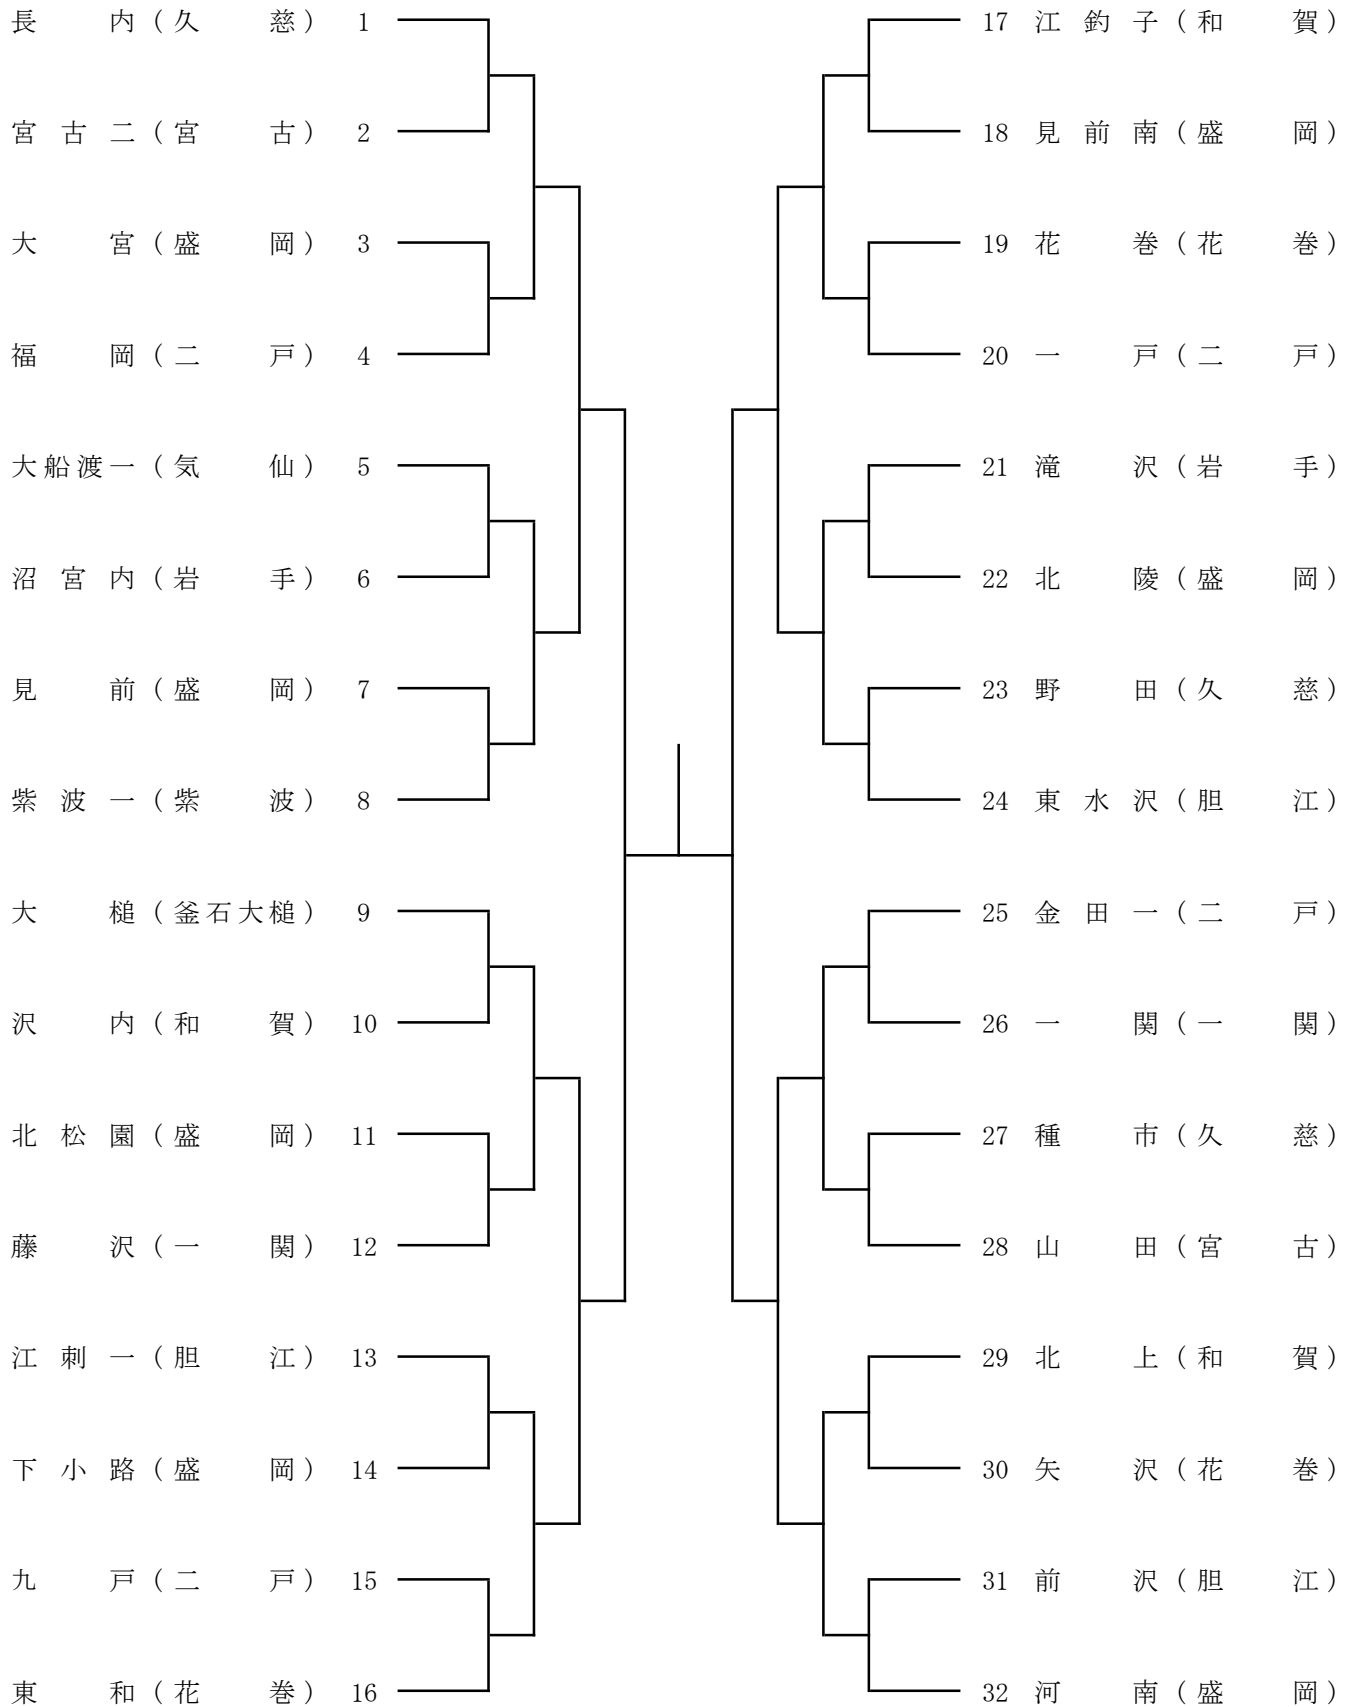 長内（久慈） 1
宮古二（宮古） 2
大宮（盛岡） 3
福岡（二戸） 4
大船渡一（気仙） 5
沼宮内（岩手） 6
見前（盛岡） 7
紫波一（紫波） 8
大槌（釜石大槌） 9
沢内（和賀） 10
北松園（盛岡） 11
藤沢（一関） 12
江刺一（胆江） 13
下小路（盛岡） 14
九戸（二戸） 15
東和（花巻） 16
17 江釣子（和賀）
18 見前南（盛岡）
19 花巻（花巻）
20 一戸（二戸）
21 滝沢（岩手）
22 北陵（盛岡）
23 野田（久慈）
24 東水沢（胆江）
25 金田一（二戸）
26 一関（一関）
27 種市（久慈）
28 山田（宮古）
29 北上（和賀）
30 矢沢（花巻）
31 前沢（胆江）
32 河南（盛岡）